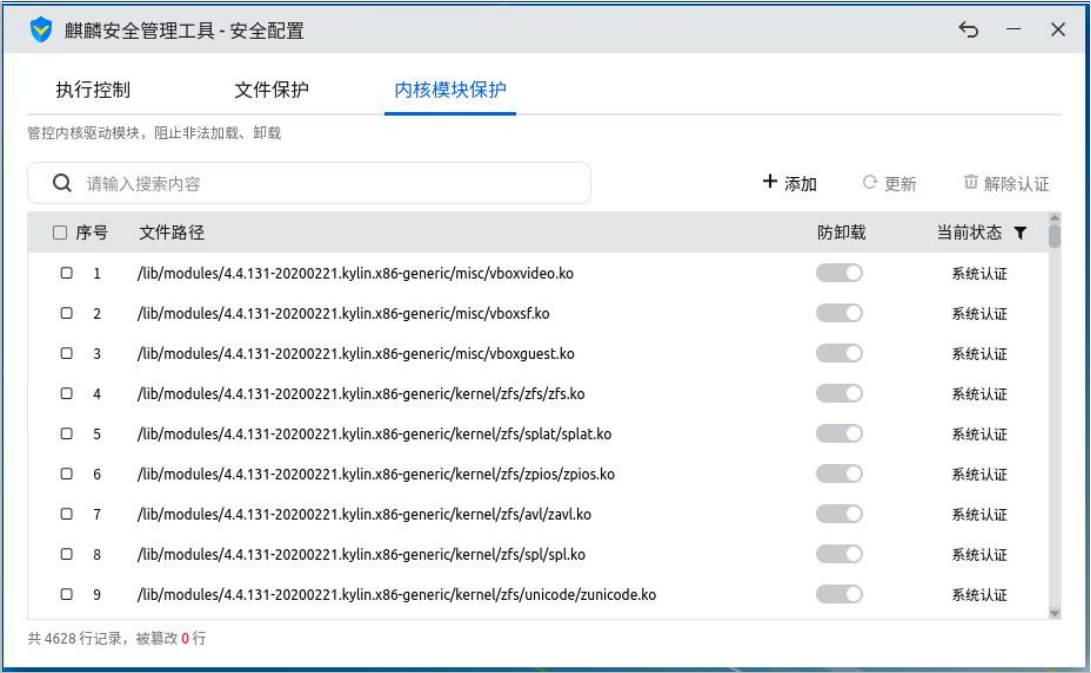 麒麟安全管理工具 - 安全配置
执行控制 文件保护 内核模块保护
管控内核驱动模块，阻止非法加载、卸载
请输入搜索内容 添加 更新 解除认证
序号 文件路径 防卸载 当前状态
1 /lib/modules/4.4.131-20200221.kylin.x86-generic/misc/vboxvideo.ko 系统认证
2 /lib/modules/4.4.131-20200221.kylin.x86-generic/misc/vboxsf.ko 系统认证
3 /lib/modules/4.4.131-20200221.kylin.x86-generic/misc/vboxguest.ko 系统认证
4 /lib/modules/4.4.131-20200221.kylin.x86-generic/kernel/zfs/zfs/zfs.ko 系统认证
5 /lib/modules/4.4.131-20200221.kylin.x86-generic/kernel/zfs/splat/splat.ko 系统认证
6 /lib/modules/4.4.131-20200221.kylin.x86-generic/kernel/zfs/zpios/zpios.ko 系统认证
7 /lib/modules/4.4.131-20200221.kylin.x86-generic/kernel/zfs/avl/zavl.ko 系统认证
8 /lib/modules/4.4.131-20200221.kylin.x86-generic/kernel/zfs/spl/spl.ko 系统认证
9 /lib/modules/4.4.131-20200221.kylin.x86-generic/kernel/zfs/unicode/zunicode.ko 系统认证
共 4628 行记录，被篡改 0 行